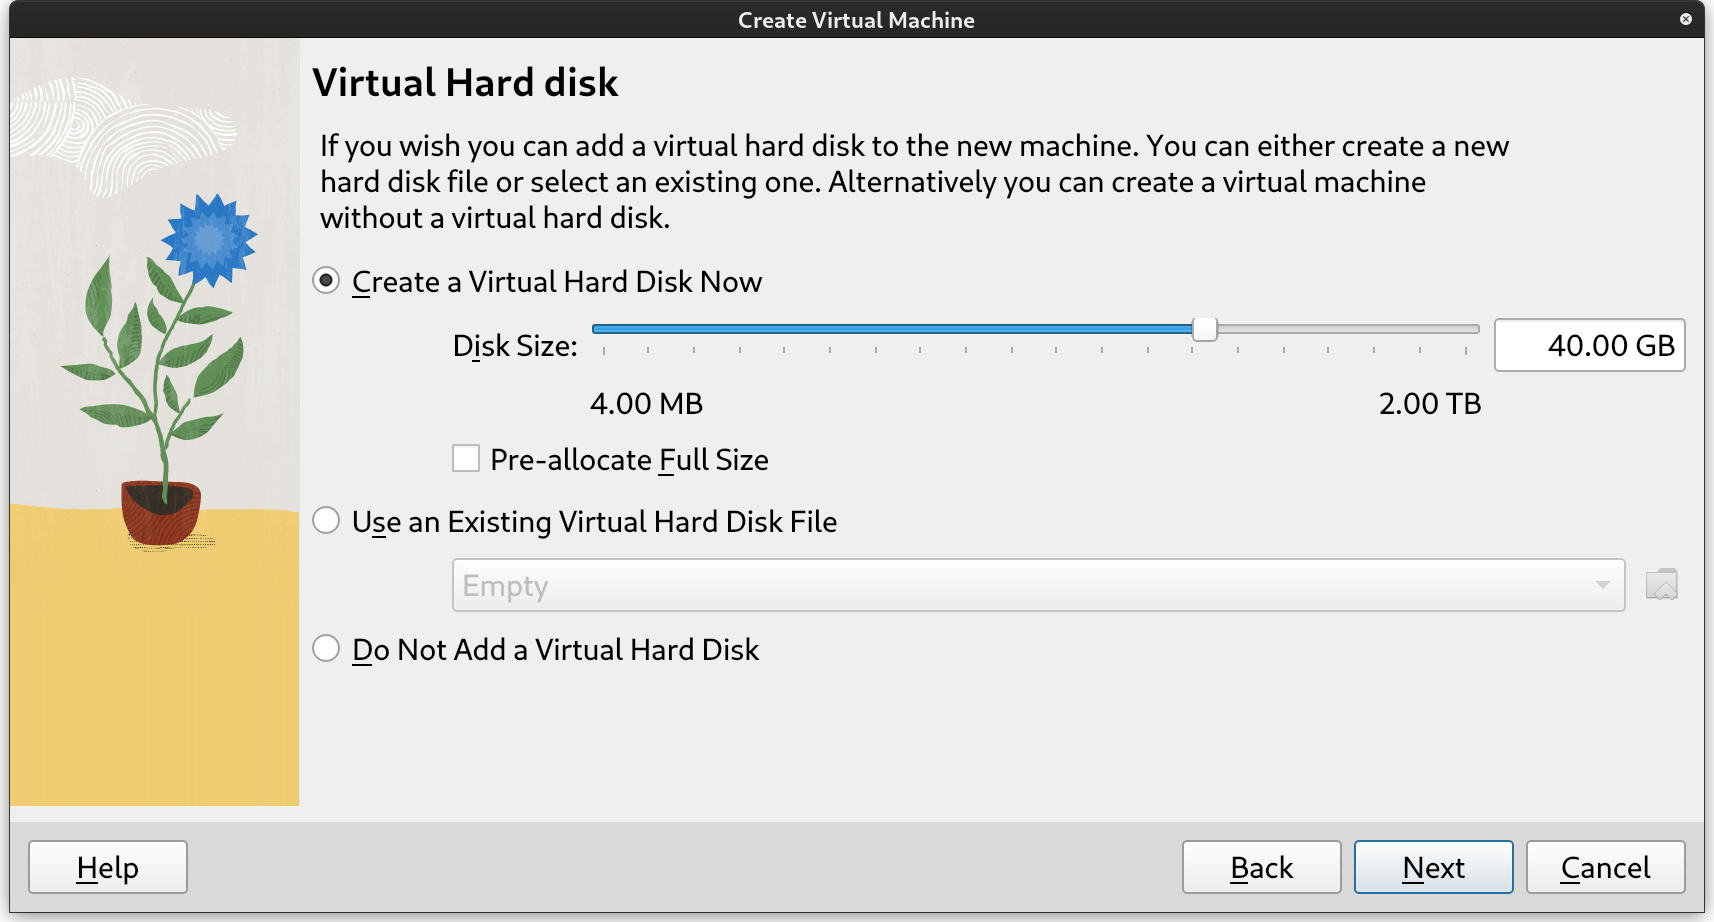 Create Virtual Machine
Virtual Hard disk
If you wish you can add a virtual hard disk to the new machine. You can either create a new
hard disk file or select an existing one. Alternatively you can create a virtual machine
without a virtual hard disk.
Create a Virtual Hard Disk Now
Disk Size:
40.00 GB
4.00 MB
2.00 TB
Pre-allocate Full Size
Use an Existing Virtual Hard Disk File
Empty
Do Not Add a Virtual Hard Disk
Help
Back
Next
Cancel